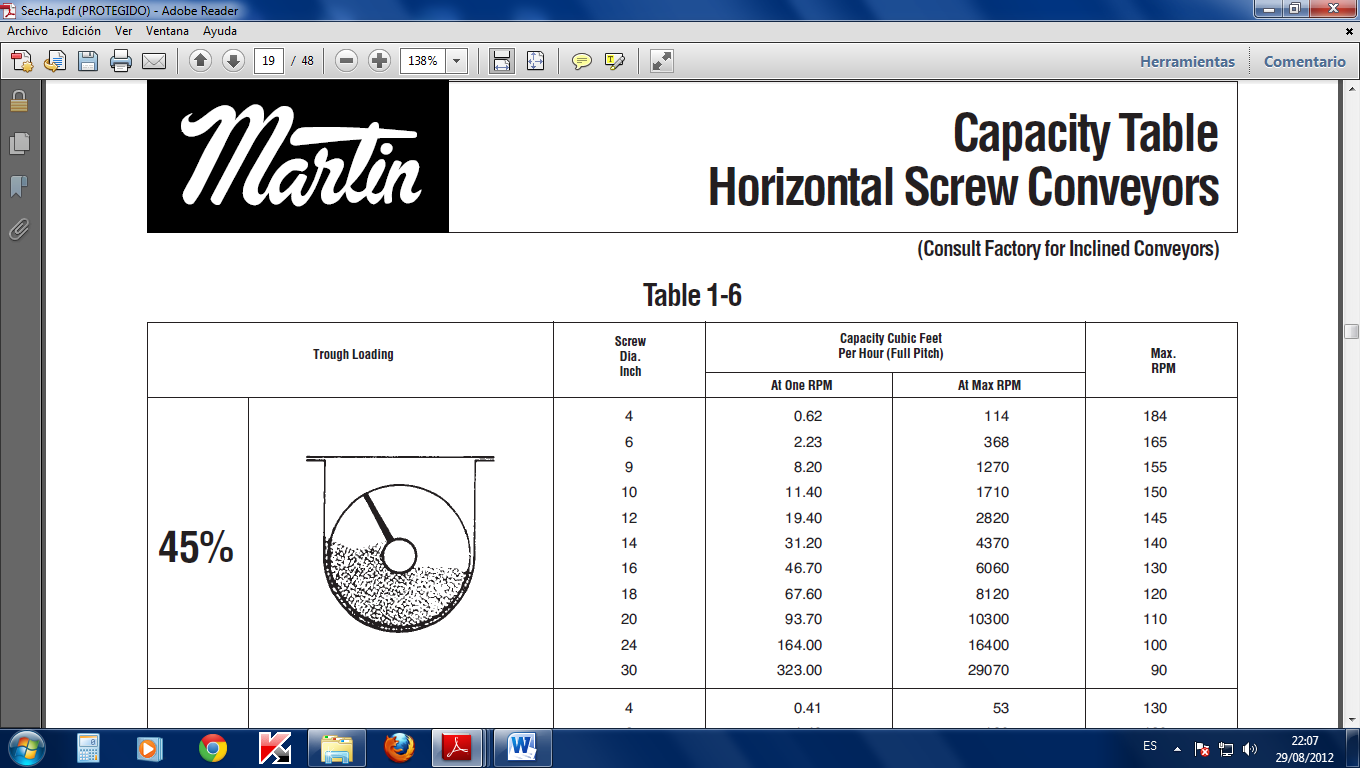 SecHa.pdf (PROTEGIDO) - Adobe Reader
Archivo Edición Ver Ventana Ayuda
19 / 48 138% Herramientas Comentario
Martin
Capacity Table
Horizontal Screw Conveyors
(Consult Factory for Inclined Conveyors)
Table 1-6
Trough Loading
Screw
Dia.
Inch
Capacity Cubic Feet
Per Hour (Full Pitch)
Max.
RPM
At One RPM At Max RPM
45%
4 0.62 114 184
6 2.23 368 165
9 8.20 1270 155
10 11.40 1710 150
12 19.40 2820 145
14 31.20 4370 140
16 46.70 6060 130
18 67.60 8120 120
20 93.70 10300 110
24 164.00 16400 100
30 323.00 29070 90
4 0.41 53 130
ES 22:07
29/08/2012